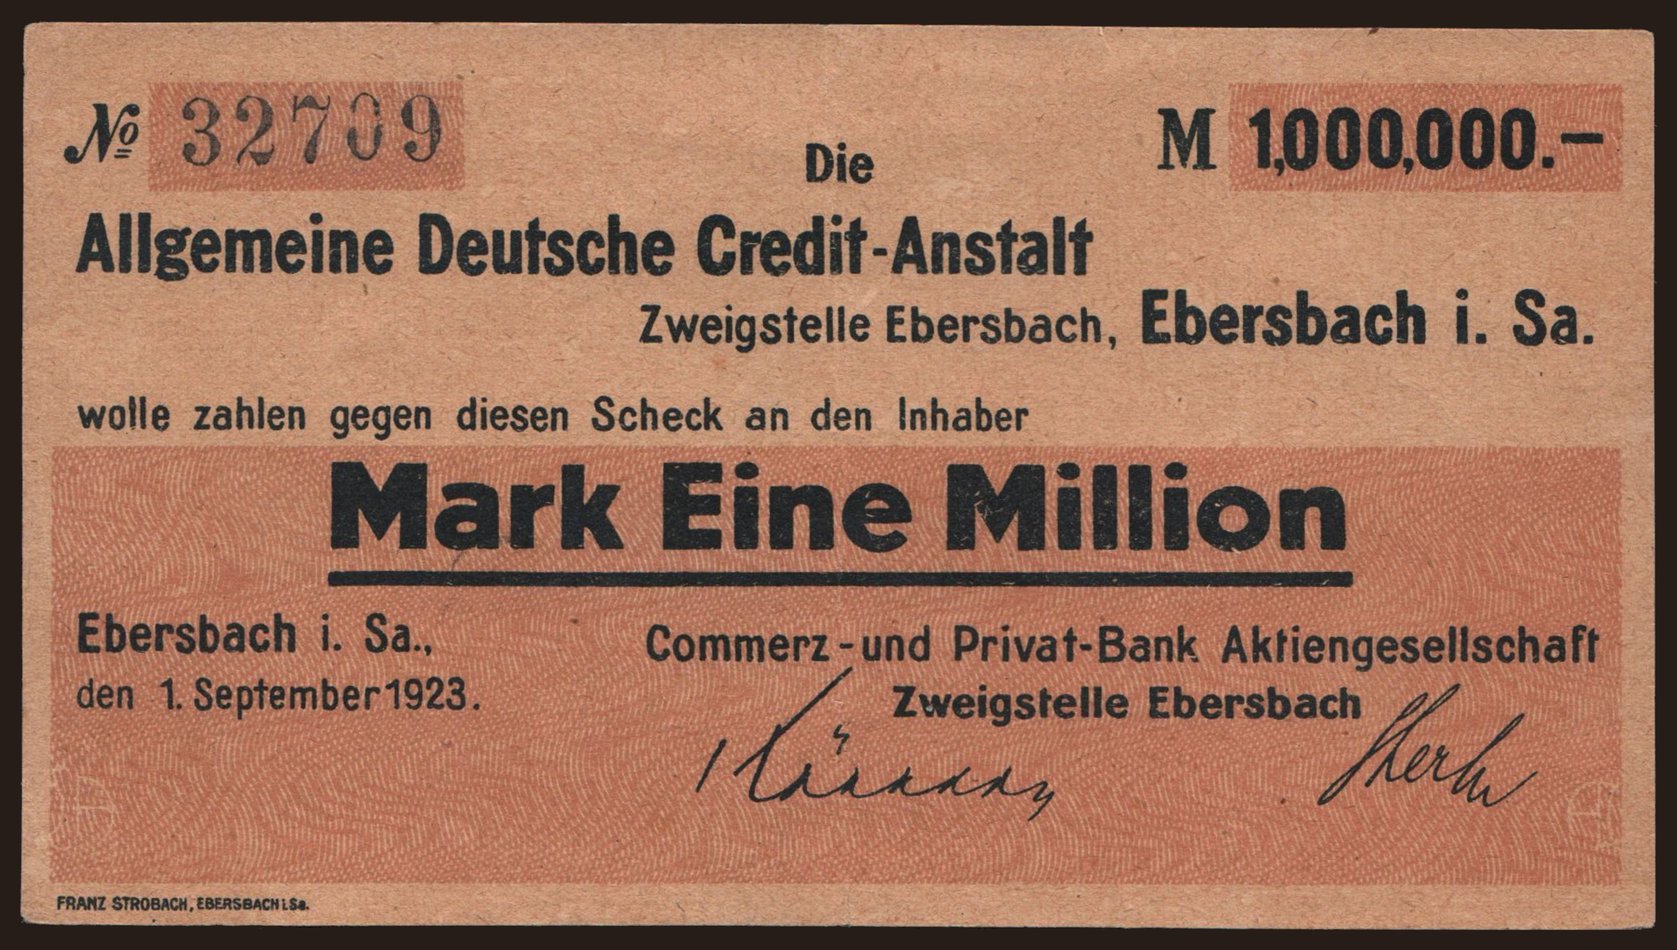 № 32709
M 1,000,000.–
Die
Allgemeine Deutsche Credit-Anstalt
Zweigstelle Ebersbach, Ebersbach i. Sa.
wolle zahlen gegen diesen Scheck an den Inhaber
Mark Eine Million
Ebersbach i. Sa.,
den 1. September 1923.
Commerz- und Privat-Bank Aktiengesellschaft
Zweigstelle Ebersbach
FRANZ STROBACH, EBERSBACH i. Sa.